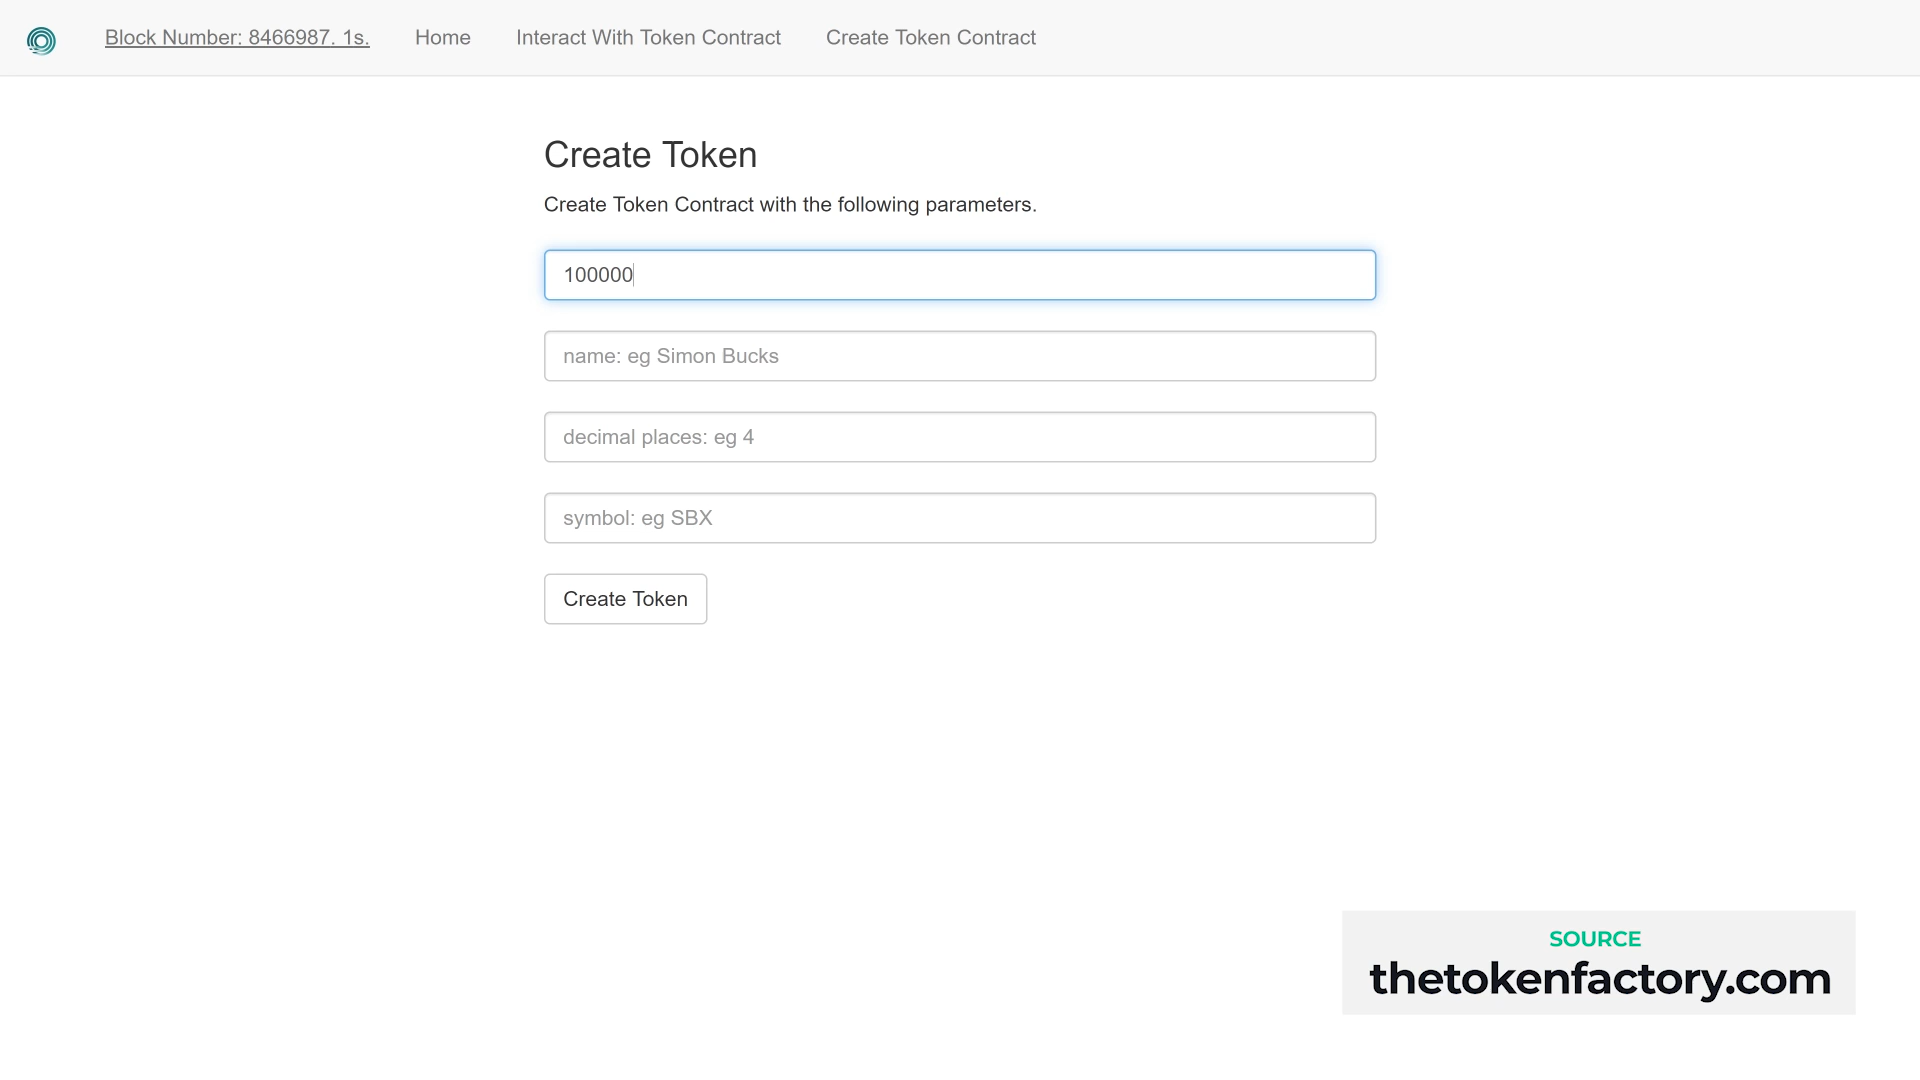 Block Number: 8466987. 1s. Home Interact With Token Contract Create Token Contract
Create Token
Create Token Contract with the following parameters.
100000
name: eg Simon Bucks
decimal places: eg 4
symbol: eg SBX
Create Token
SOURCE
thetokenfactory.com